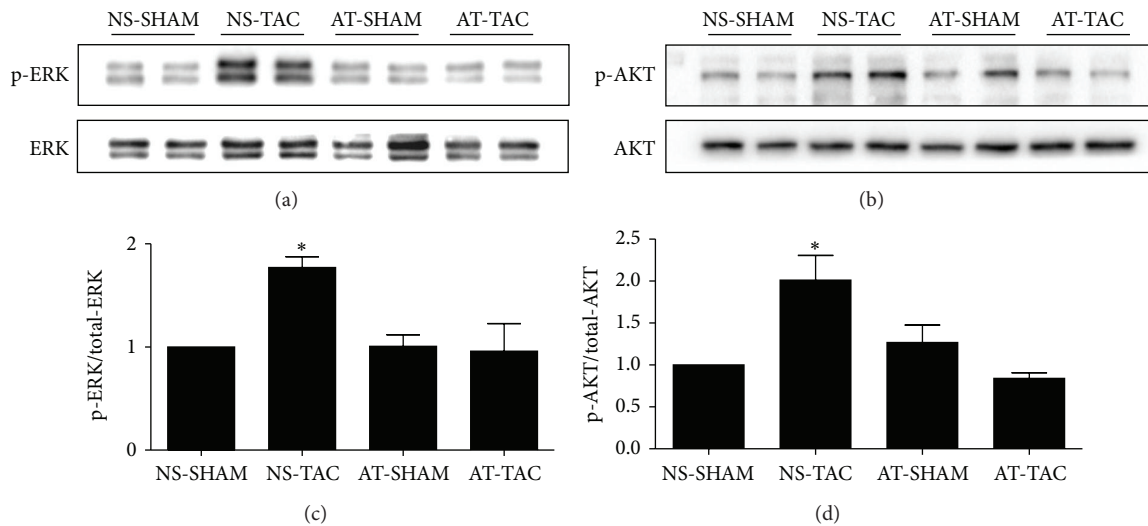 NS-SHAM NS-TAC AT-SHAM AT-TAC
p-ERK
ERK
(a)
NS-SHAM NS-TAC AT-SHAM AT-TAC
p-AKT
AKT
(b)
2
*
1
0
p-ERK/total-ERK
NS-SHAM NS-TAC AT-SHAM AT-TAC
(c)
2.5
*
2.0
1.5
1.0
0.5
0.0
p-AKT/total-AKT
NS-SHAM NS-TAC AT-SHAM AT-TAC
(d)